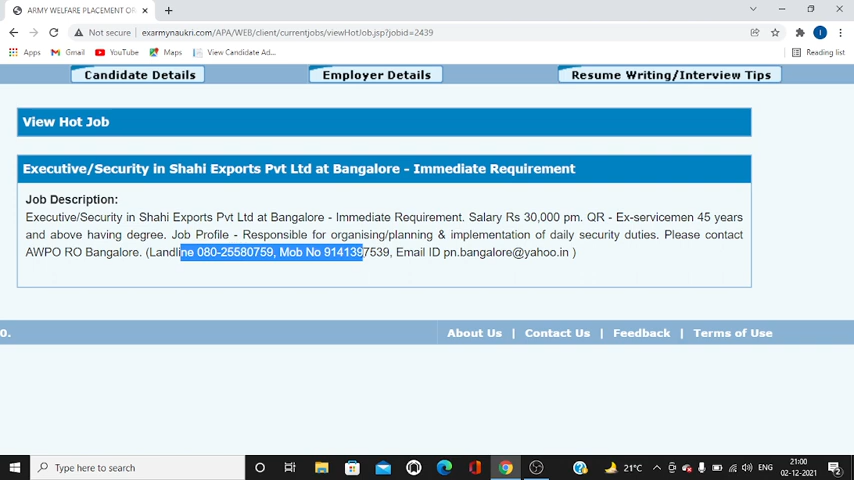 ARMY WELFARE PLACEMENT OR
Not secure exarmynaukri.com/APA/WEB/client/currentjobs/viewHotJob.jsp?jobid=2439
Apps Gmail YouTube Maps View Candidate Ad... Reading list
Candidate Details Employer Details Resume Writing/Interview Tips
View Hot Job
Executive/Security in Shahi Exports Pvt Ltd at Bangalore - Immediate Requirement
Job Description:
Executive/Security in Shahi Exports Pvt Ltd at Bangalore - Immediate Requirement. Salary Rs 30,000 pm. QR - Ex-servicemen 45 years
and above having degree. Job Profile - Responsible for organising/planning & implementation of daily security duties. Please contact
AWPO RO Bangalore. (Landline 080-25580759, Mob No 9141397539, Email ID pn.bangalore@yahoo.in )
0. About Us | Contact Us | Feedback | Terms of Use
Type here to search 21°C ENG 21:00
02-12-2021